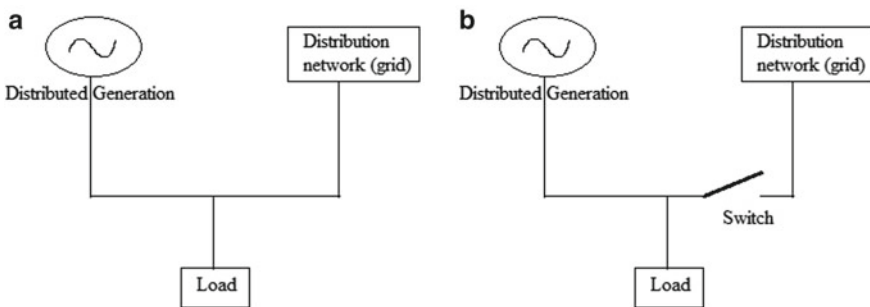 a
Distributed Generation
Distribution
network (grid)
Load
b
Distributed Generation
Distribution
network (grid)
Switch
Load